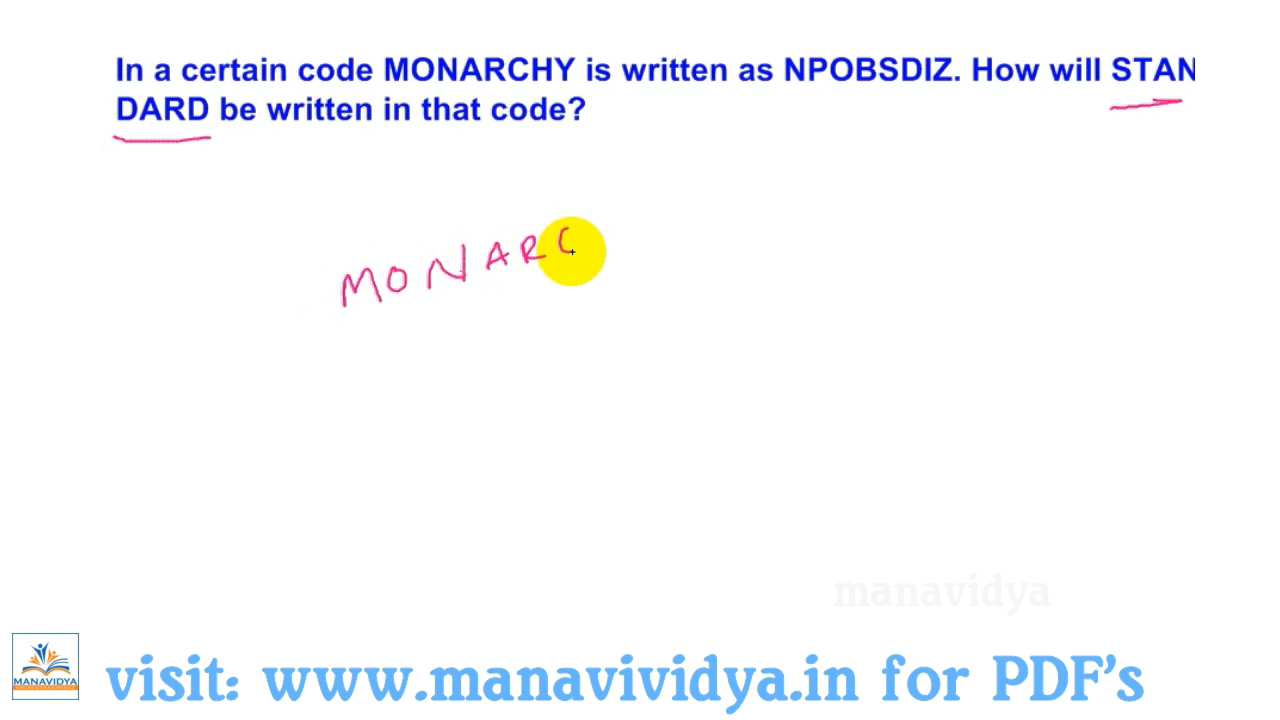 In a certain code MONARCHY is written as NPOBSDIZ. How will STAN
DARD be written in that code?
MONARC
manavidya
MANAVIDYA
visit: www.manavividya.in for PDF's